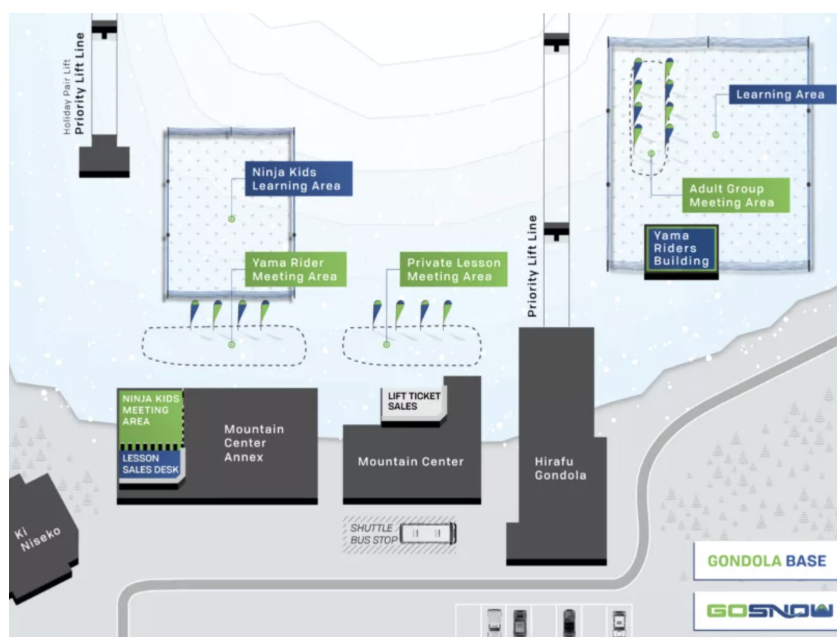 Holiday Pair Lift
Priority Lift Line
Learning Area
Ninja Kids
Learning Area
Adult Group
Meeting Area
Yama
Riders
Building
Yama Rider
Meeting Area
Private Lesson
Meeting Area
Priority Lift Line
NINJA KIDS
MEETING
AREA
LIFT TICKET
SALES
Mountain
Center
Annex
LESSON
SALES DESK
Mountain Center
Hirafu
Gondola
Ki
Niseko
SHUTTLE
BUS STOP
GONDOLA BASE
GOSNOW